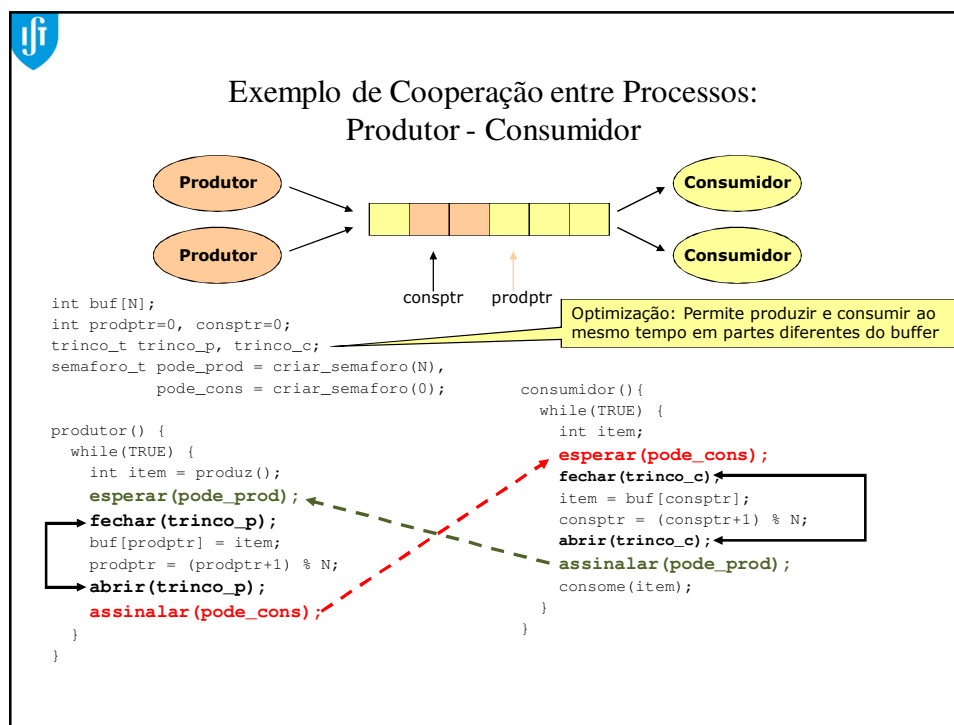 IST
Exemplo de Cooperação entre Processos:
Produtor - Consumidor
Produtor
Consumidor
Produtor
Consumidor
consptr
prodptr
Optimização: Permite produzir e consumir ao
mesmo tempo em partes diferentes do buffer
int buf[N];
int prodptr=0, consptr=0;
trinco_t trinco_p, trinco_c;
semaforo_t pode_prod = criar_semaforo(N),
pode_cons = criar_semaforo(0);
produtor() {
while(TRUE) {
int item = produz();
esperar(pode_prod);
fechar(trinco_p);
buf[prodptr] = item;
prodptr = (prodptr+1) % N;
abrir(trinco_p);
assinalar(pode_cons);
}
}
consumidor(){
while(TRUE) {
int item;
esperar(pode_cons);
fechar(trinco_c);
item = buf[consptr];
consptr = (consptr+1) % N;
abrir(trinco_c);
assinalar(pode_prod);
consome(item);
}
}